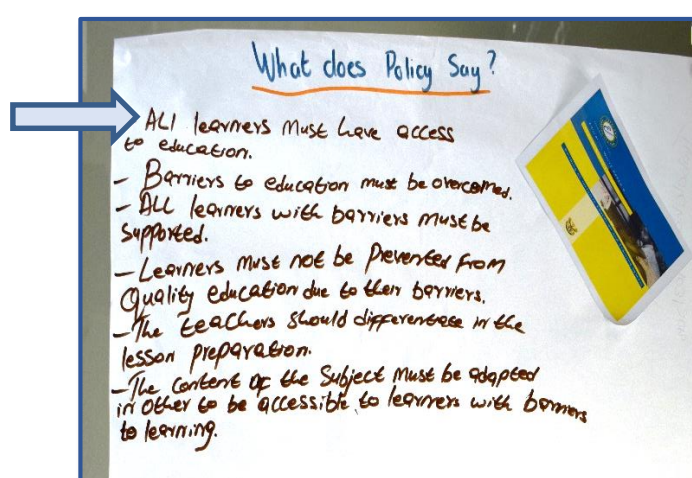 What does Policy Say?
ALl learners must have access
to education.
- Barriers to education must be overcomed.
- ALL learners with barriers must be
Supported.
- Learners must not be Prevented from
Quality education due to their barriers.
- The teachers should differentiate in the
lesson preparation.
- The content of the Subject must be adapted
in other to be accessible to learners with barriers
to learning.